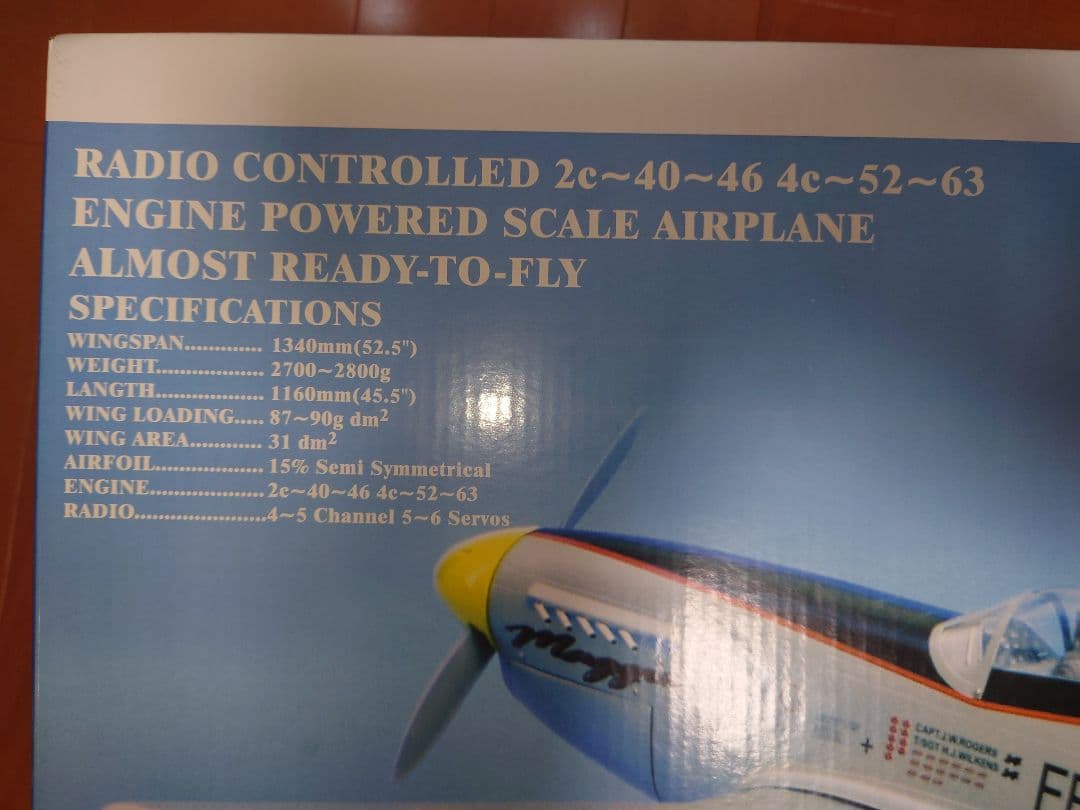 RADIO CONTROLLED 2c~40~46 4c~52~63
ENGINE POWERED SCALE AIRPLANE
ALMOST READY-TO-FLY
SPECIFICATIONS
WINGSPAN............. 1340mm(52.5")
WEIGHT.................. 2700~2800g
LANGTH.................. 1160mm(45.5")
WING LOADING..... 87~90g dm²
WING AREA............ 31 dm²
AIRFOIL.................. 15% Semi Symmetrical
ENGINE...................2c~40~46 4c~52~63
RADIO......................4~5 Channel 5~6 Servos
CAPT.J.W.ROGERS
T/SGT H.J.WILKENS